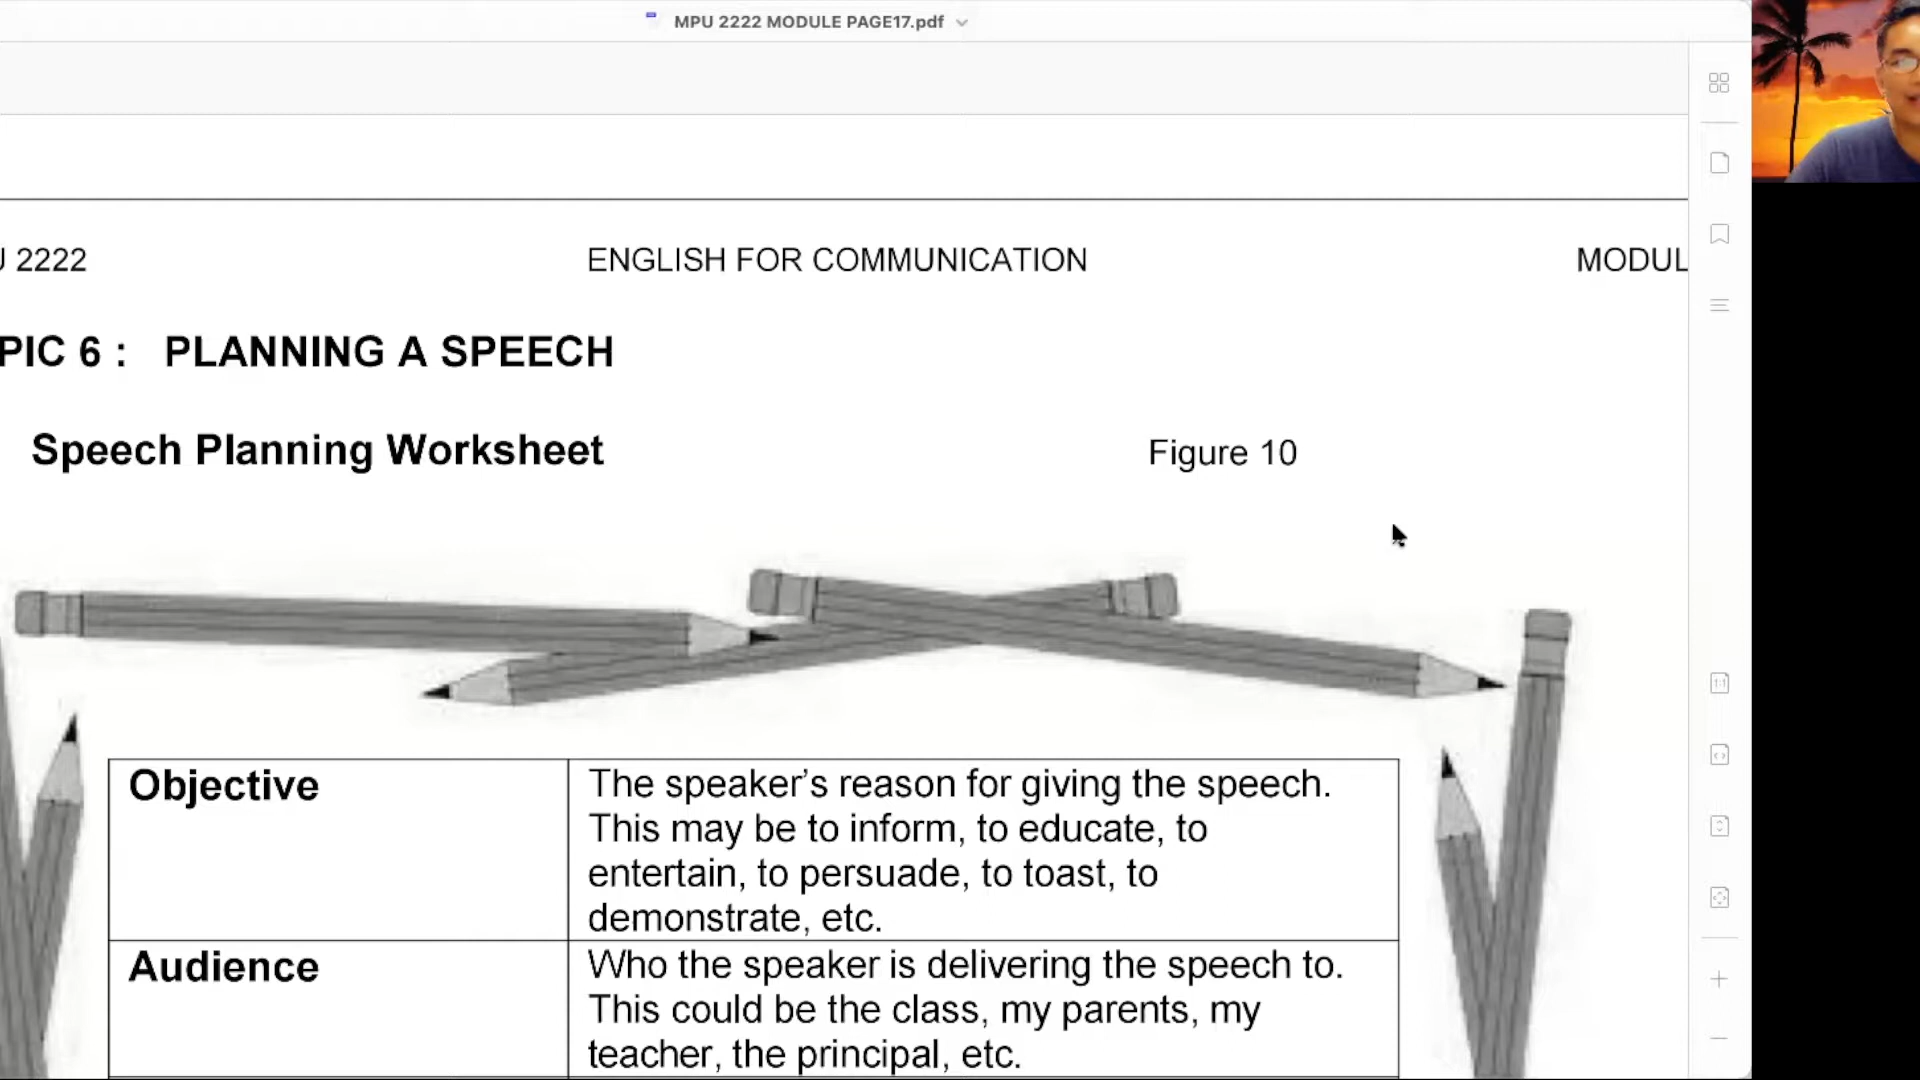 MPU 2222 MODULE PAGE17.pdf
2222
ENGLISH FOR COMMUNICATION
MODUL
PIC 6 : PLANNING A SPEECH
Speech Planning Worksheet
Figure 10
Objective
The speaker's reason for giving the speech.
This may be to inform, to educate, to
entertain, to persuade, to toast, to
demonstrate, etc.
Audience
Who the speaker is delivering the speech to.
This could be the class, my parents, my
teacher, the principal, etc.